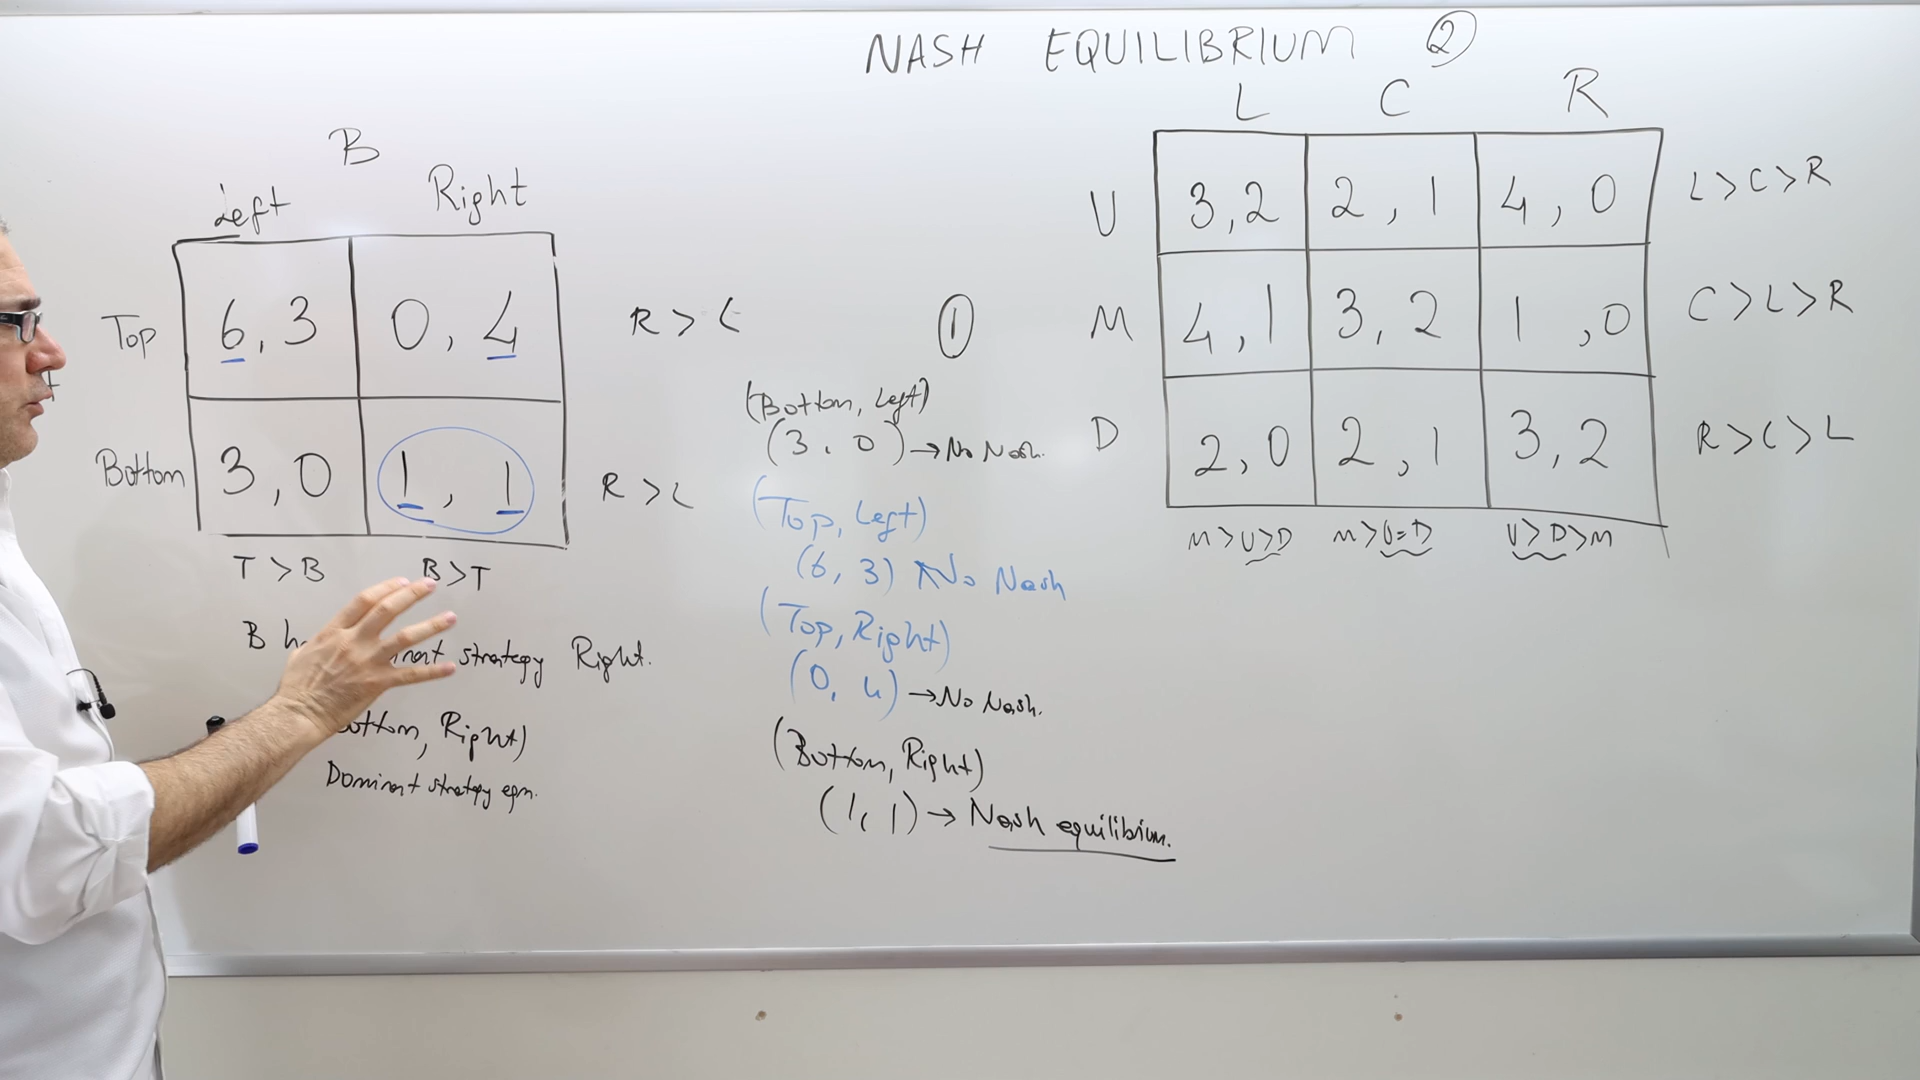 NASH EQUILIBRIUM 2
B
Left Right
Top 6, 3 0, 4 R > L
Bottom 3, 0 1, 1 R > L
T > B B > T
B strategy Right.
Right)
Dominant strategy eqm.
1
(Bottom, Left)
(3, 0) → No Nash.
(Top, Left)
(6, 3) No Nash
(Top, Right)
(0, 4) → No Nash.
(Bottom, Right)
(1, 1) → Nash equilibrium.
L C R
U 3, 2 2, 1 4, 0 L > C > R
M 4, 1 3, 2 1, 0 C > L > R
D 2, 0 2, 1 3, 2 R > C > L
M > U > D M > U = D U > D > M